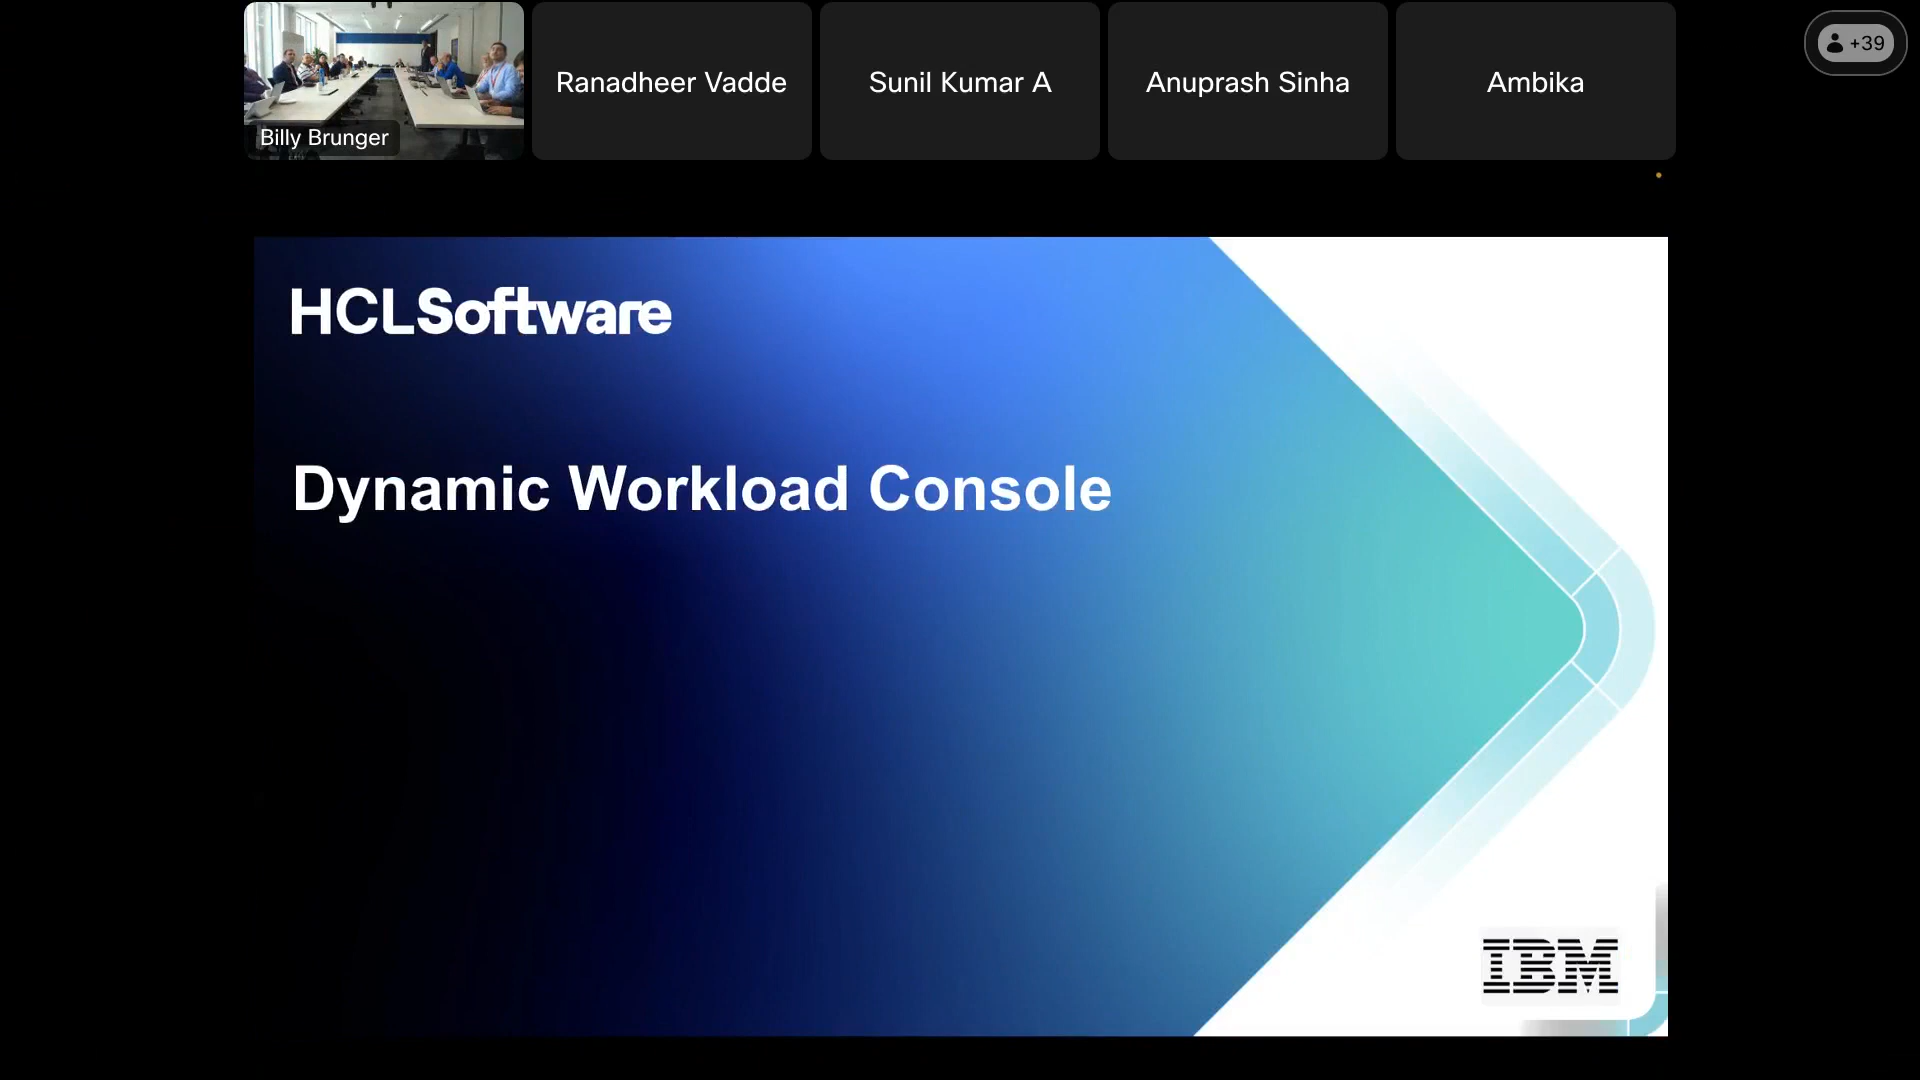 Billy Brunger
Ranadheer Vadde
Sunil Kumar A
Anuprash Sinha
Ambika
+39
HCLSoftware
Dynamic Workload Console
IBM